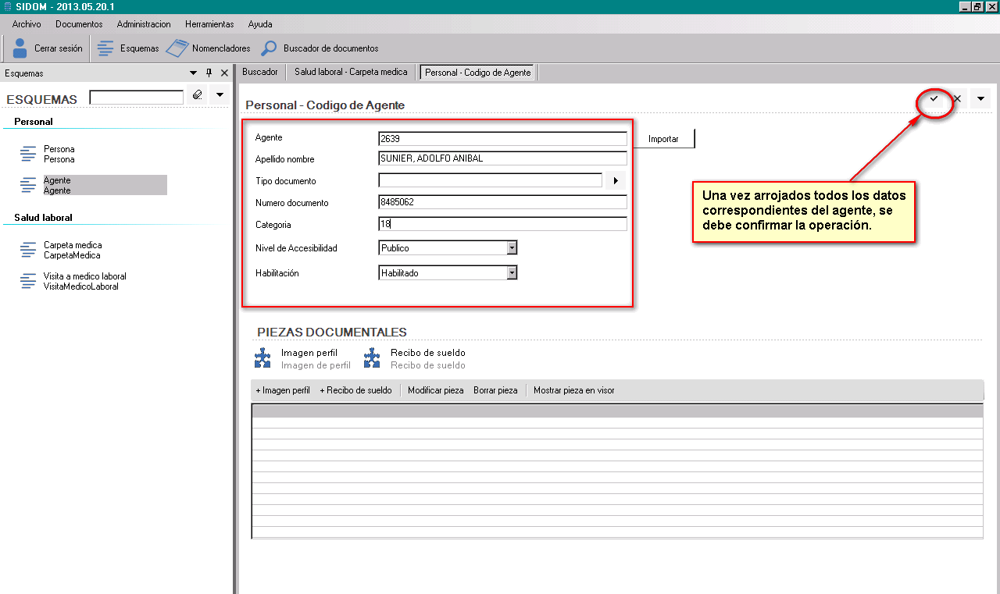 SIDOM - 2013.05.20.1
Archivo Documentos Administracion Herramientas Ayuda
Cerrar sesión Esquemas Nomencladores Buscador de documentos
Esquemas
ESQUEMAS
Personal
Persona
Persona
Agente
Agente
Salud laboral
Carpeta medica
CarpetaMedica
Visita a medico laboral
VisitaMedicoLaboral
Buscador Salud laboral - Carpeta medica Personal - Codigo de Agente
Personal - Codigo de Agente
Agente 2639 Importar
Apellido nombre SUNIER, ADOLFO ANIBAL
Tipo documento
Numero documento 8485062
Categoria 18
Nivel de Accesibilidad Publico
Habilitación Habilitado
Una vez arrojados todos los datos
correspondientes del agente, se
debe confirmar la operación.
PIEZAS DOCUMENTALES
Imagen perfil Recibo de sueldo
Imagen de perfil Recibo de sueldo
+ Imagen perfil + Recibo de sueldo Modificar pieza Borrar pieza Mostrar pieza en visor